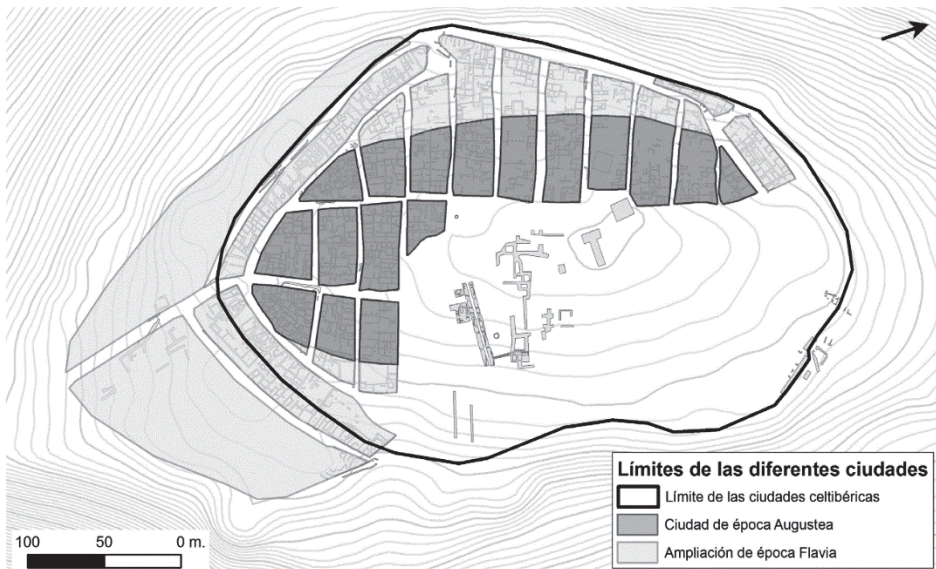 Límites de las diferentes ciudades
Límite de las ciudades celtibéricas
Ciudad de época Augustea
Ampliación de época Flavia
100 50 0 m.